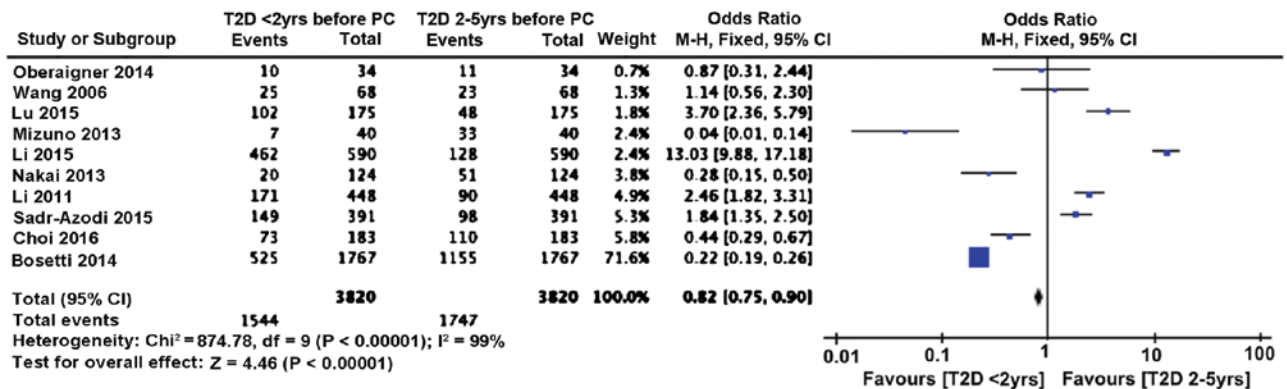 T2D <2yrs before PC T2D 2-5yrs before PC Odds Ratio Odds Ratio
Study or Subgroup Events Total Events Total Weight M-H, Fixed, 95% CI M-H, Fixed, 95% CI
Oberaigner 2014 10 34 11 34 0.7% 0.87 [0.31, 2.44]
Wang 2006 25 68 23 68 1.3% 1.14 [0.56, 2.30]
Lu 2015 102 175 48 175 1.8% 3.70 [2.36, 5.79]
Mizuno 2013 7 40 33 40 2.4% 0.04 [0.01, 0.14]
Li 2015 462 590 128 590 2.4% 13.03 [9.88, 17.18]
Nakai 2013 20 124 51 124 3.8% 0.28 [0.15, 0.50]
Li 2011 171 448 90 448 4.9% 2.46 [1.82, 3.31]
Sadr-Azodi 2015 149 391 98 391 5.3% 1.84 [1.35, 2.50]
Choi 2016 73 183 110 183 5.8% 0.44 [0.29, 0.67]
Bosetti 2014 525 1767 1155 1767 71.6% 0.22 [0.19, 0.26]
Total (95% CI) 3820 3820 100.0% 0.82 [0.75, 0.90]
Total events 1544 1747
Heterogeneity: Chi² = 874.78, df = 9 (P < 0.00001); I² = 99%
Test for overall effect: Z = 4.46 (P < 0.00001)
0.01 0.1 1 10 100
Favours [T2D <2yrs] Favours [T2D 2-5yrs]